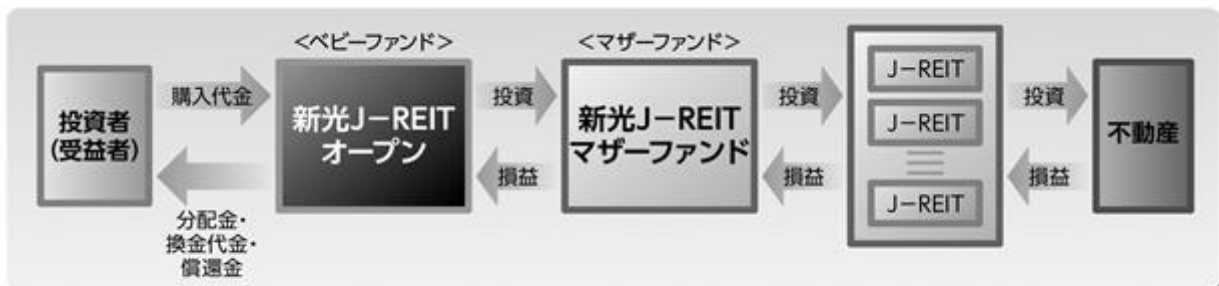 <ベビーファンド>
<マザーファンド>
投資者
(受益者)
購入代金
分配金・
換金代金・
償還金
新光J-REIT
オープン
投資
損益
新光J-REIT
マザーファンド
投資
損益
J-REIT
J-REIT
J-REIT
投資
損益
不動産